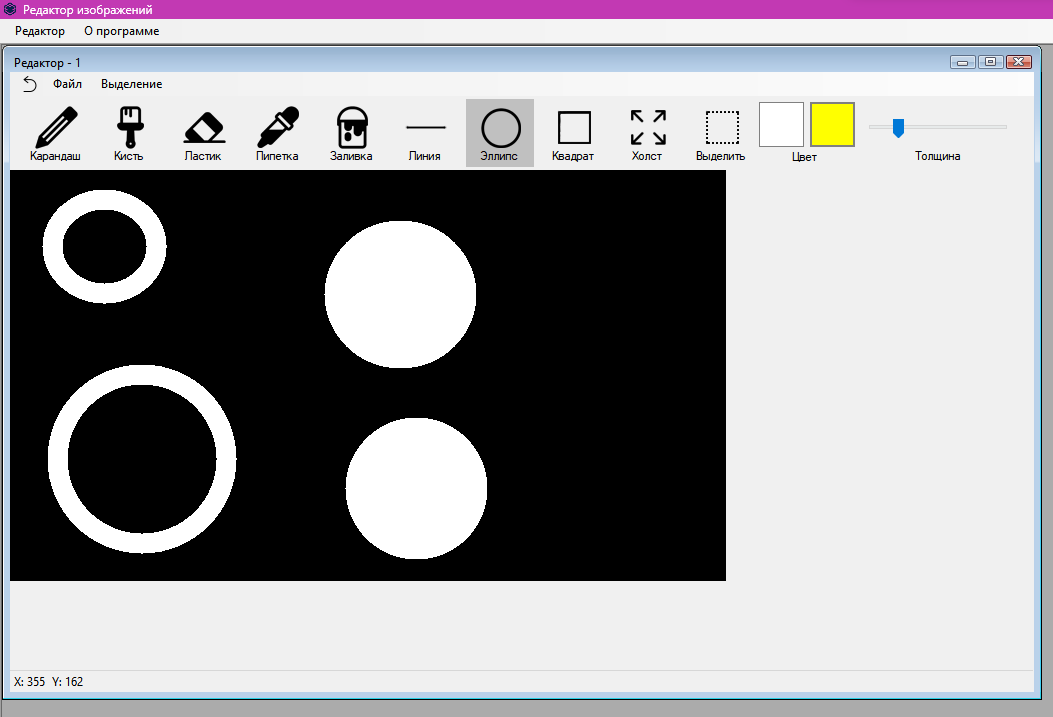 Редактор изображений
Редактор О программе
Редактор - 1
Файл Выделение
Карандаш Кисть Ластик Пипетка Заливка Линия Эллипс Квадрат Холст Выделить Цвет Толщина
X: 355 Y: 162